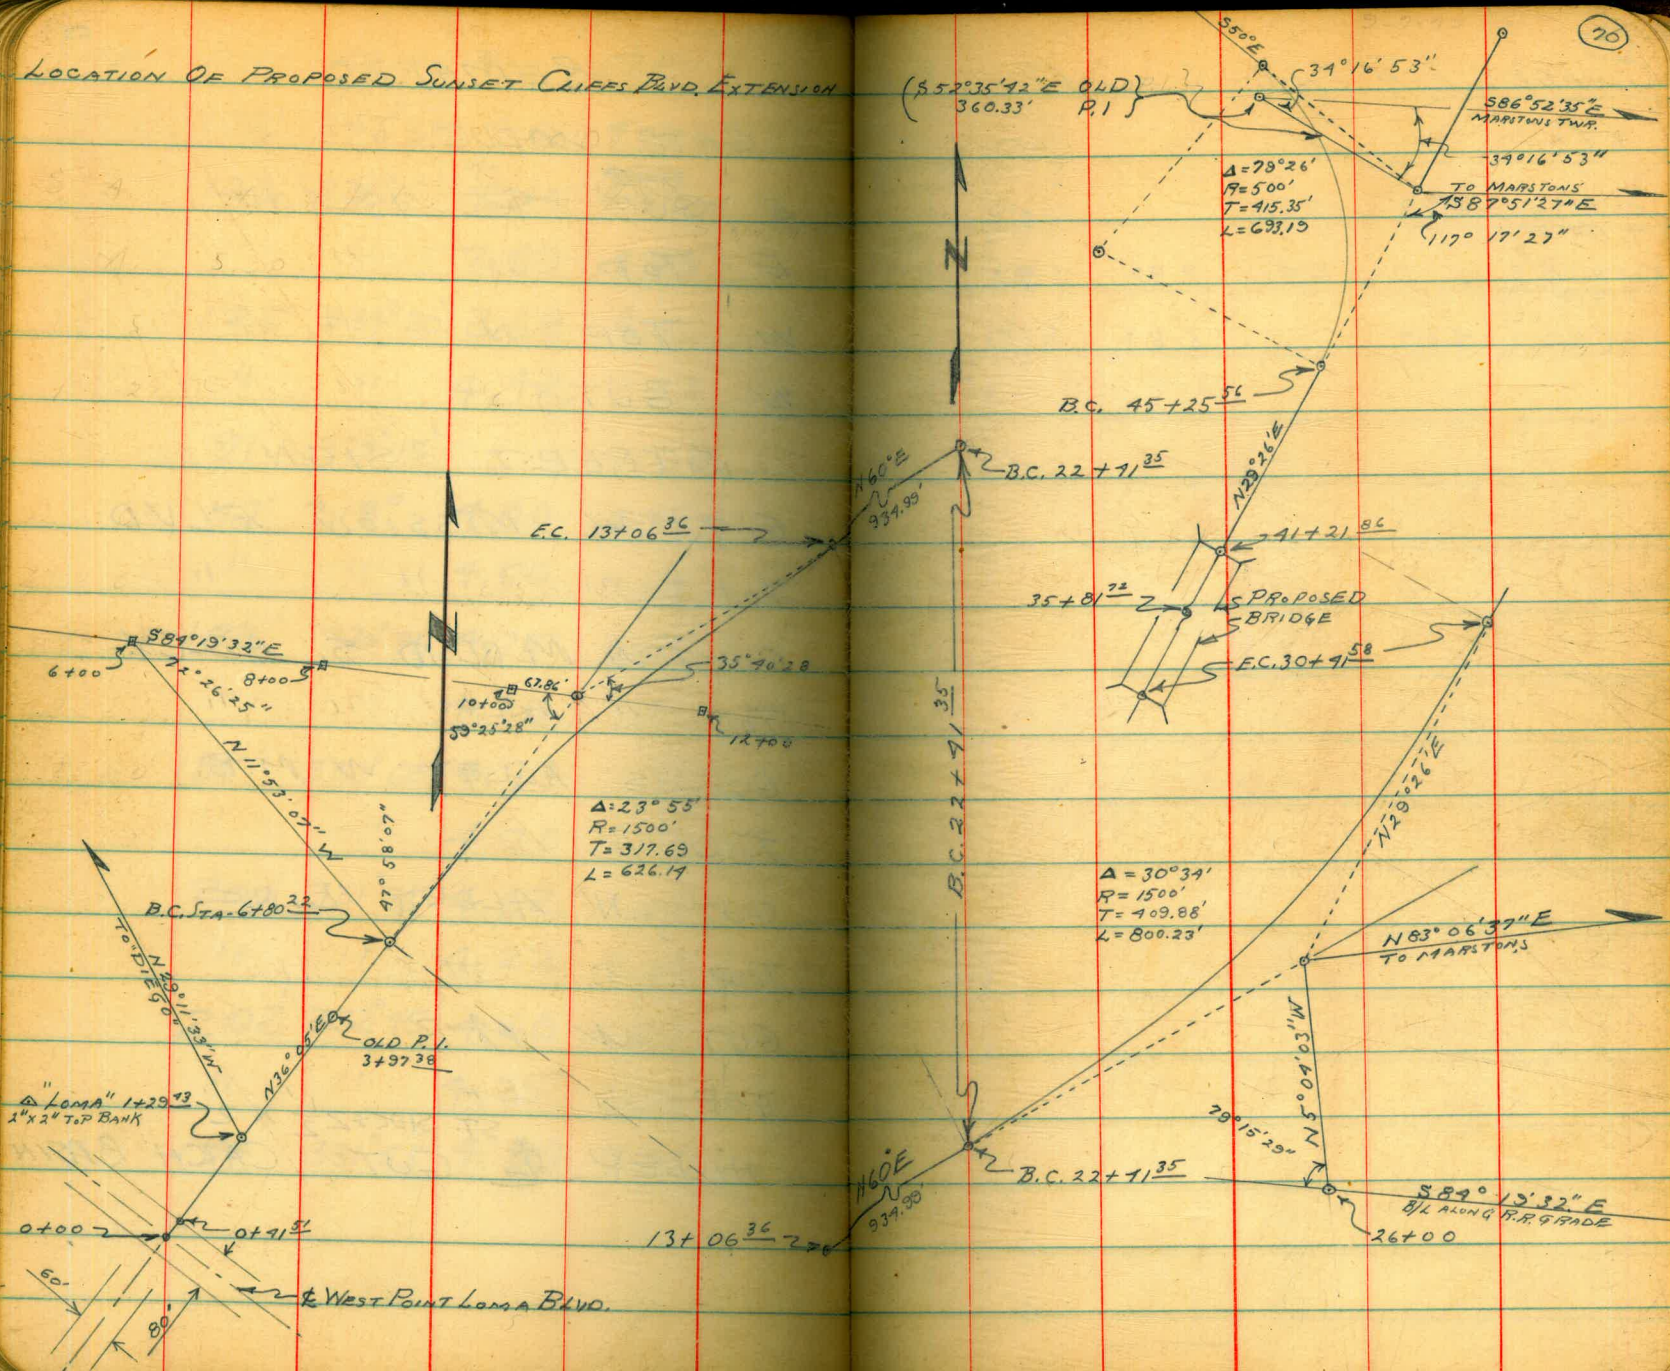 LOCATION OF PROPOSED SUNSET CLIFFS BLVD. EXTENSION
E.C. 13+06 36
S84°19'32"E
6+00
22°26'25"
8+00
10+00
67.86'
59°25'28"
35°40'28
12+00
N 11°53'07" W
47°58'07"
Δ=23°55'
R=1500'
T=317.69
L=626.14
B.C. STA-6+80 22
TO "DIEGO"
N 29°11'33"W
OLD P.I.
3+97 38
N36°05'E
△ "LOMA" 1+29 43
2"X2" TOP BANK
0+00
0+41 51
60-
80'
℄ WEST POINT LOMA BLVD.
70
S50°E
34°16'53"
(S52°35'42"E OLD
360.33' P.I
S86°52'35"E
MARSTONS TWR.
34°16'53"
TO MARSTONS
S87°51'27"E
117° 17'27"
Δ=79°26'
R=500'
T=415.35'
L=693.19
N
B.C. 45+25 56
N29°26'E
N60°E
934.99'
B.C. 22+41 35
41+21 86
35+81 72
PROPOSED
BRIDGE
E.C. 30+41 58
B.C. 22+41 35
N29°26'E
Δ=30°34'
R=1500'
T=409.88'
L=800.23'
N83°06'37"E
TO MARSTONS
N5°04'03"W
79°15'29"
B.C. 22+41 35
N60°E
934.99'
13+06 36
S84°19'32" E
B/L ALONG R.R. GRADE
26+00